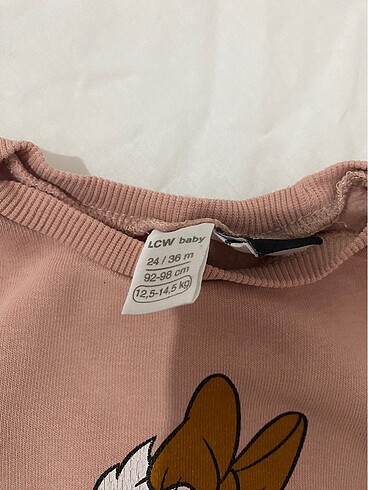 LCW baby
24 / 36 m
92-98 cm
12,5-14,5 kg